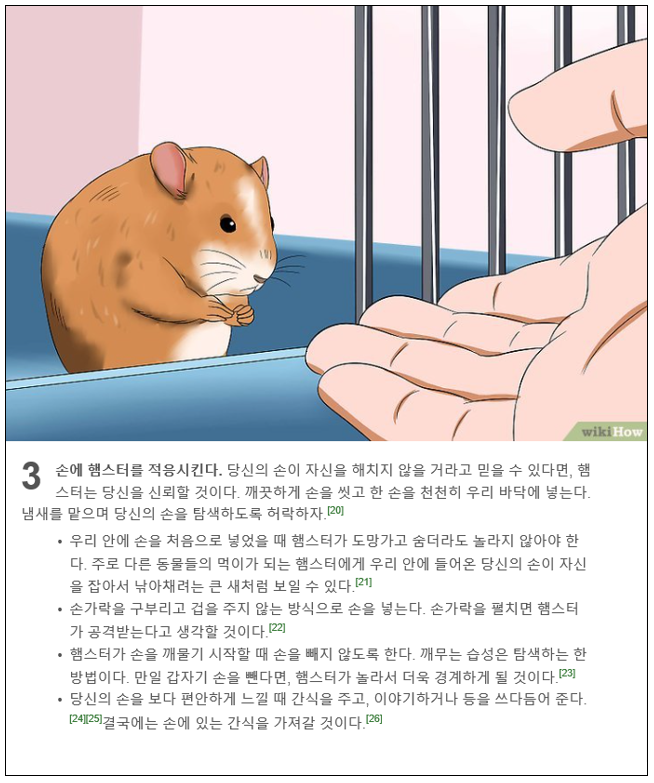 wikiHow
3 손에 햄스터를 적응시킨다. 당신의 손이 자신을 해치지 않을 거라고 믿을 수 있다면, 햄
스터는 당신을 신뢰할 것이다. 깨끗하게 손을 씻고 한 손을 천천히 우리 바닥에 넣는다.
냄새를 맡으며 당신의 손을 탐색하도록 허락하자.[20]
• 우리 안에 손을 처음으로 넣었을 때 햄스터가 도망가고 숨더라도 놀라지 않아야 한
다. 주로 다른 동물들의 먹이가 되는 햄스터에게 우리 안에 들어온 당신의 손이 자신
을 잡아서 낚아채려는 큰 새처럼 보일 수 있다.[21]
• 손가락을 구부리고 겁을 주지 않는 방식으로 손을 넣는다. 손가락을 펼치면 햄스터
가 공격받는다고 생각할 것이다.[22]
• 햄스터가 손을 깨물기 시작할 때 손을 빼지 않도록 한다. 깨무는 습성은 탐색하는 한
방법이다. 만일 갑자기 손을 뺀다면, 햄스터가 놀라서 더욱 경계하게 될 것이다.[23]
• 당신의 손을 보다 편안하게 느낄 때 간식을 주고, 이야기하거나 등을 쓰다듬어 준다.
[24][25]결국에는 손에 있는 간식을 가져갈 것이다.[26]